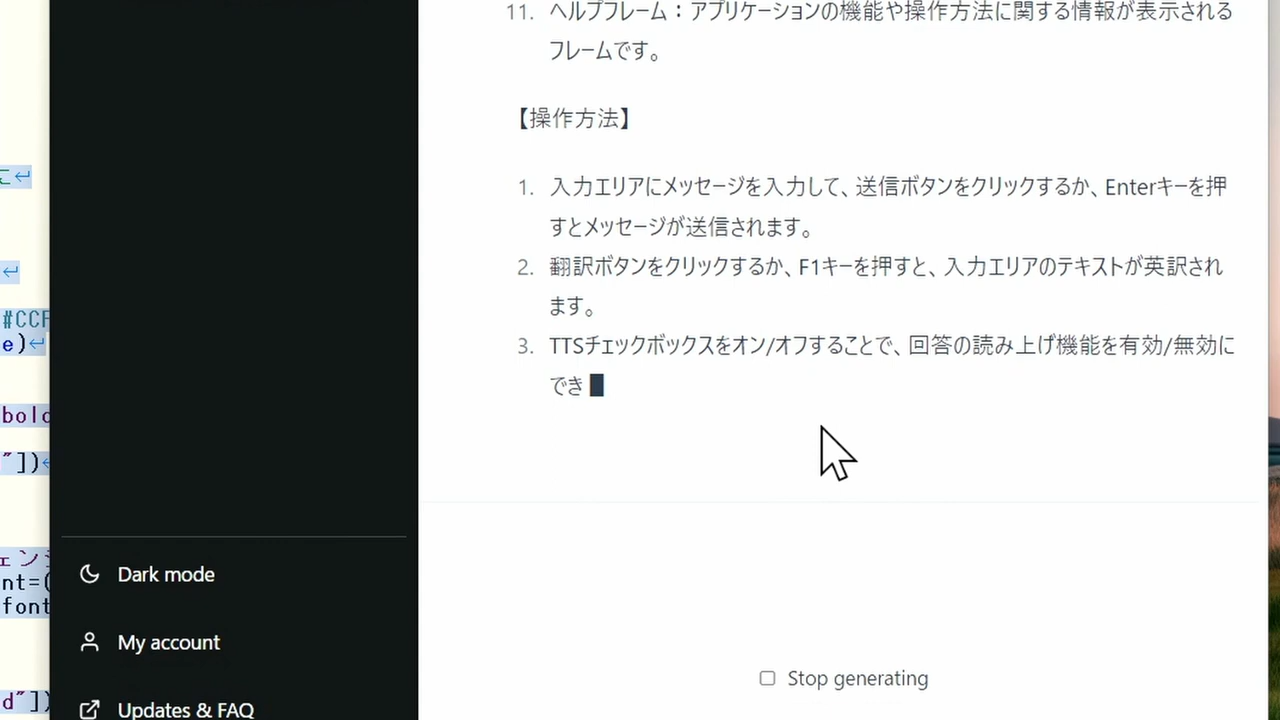 11. ヘルプフレーム：アプリケーションの機能や操作方法に関する情報が表示される
フレームです。
【操作方法】
1. 入力エリアにメッセージを入力して、送信ボタンをクリックするか、Enterキーを押
すとメッセージが送信されます。
2. 翻訳ボタンをクリックするか、F1キーを押すと、入力エリアのテキストが英訳され
ます。
3. TTSチェックボックスをオン/オフすることで、回答の読み上げ機能を有効/無効に
でき
に↵
↵
#CCF
e)↵
bold
"])↵
ェン
nt=(
font
d"])
Dark mode
My account
Updates & FAQ
Stop generating